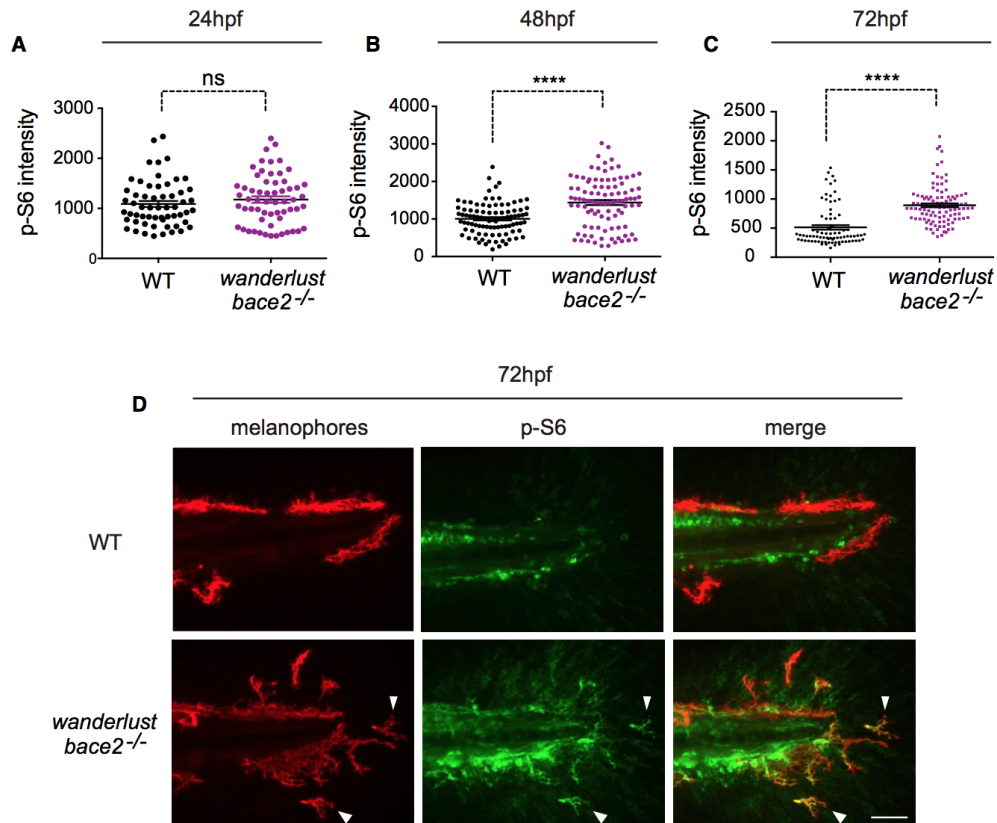 24hpf
48hpf
72hpf
A
B
C
ns
****
****
p-S6 intensity
3000
2000
1000
0
WT
wanderlust
bace2-/-
p-S6 intensity
4000
3000
2000
1000
0
WT
wanderlust
bace2-/-
p-S6 intensity
2500
2000
1500
1000
500
0
WT
wanderlust
bace2-/-
72hpf
D
melanophores
p-S6
merge
WT
wanderlust
bace2-/-